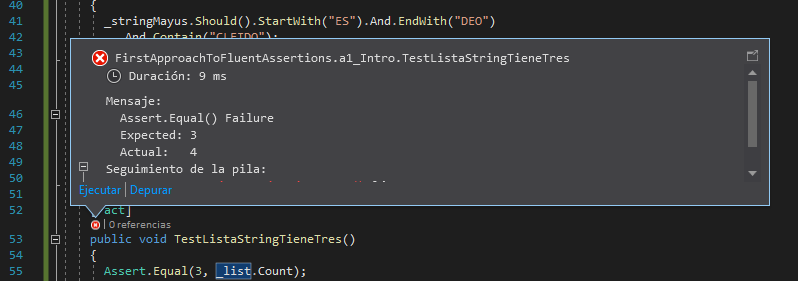 40 {
41 _stringMayus.Should().StartWith("ES").And.EndWith("DEO")
42 .And.Contain("CLEIDO");
43 FirstApproachToFluentAssertions.a1_Intro.TestListaStringTieneTres
44 Duración: 9 ms
45
Mensaje:
46 Assert.Equal() Failure
47 Expected: 3
48 Actual: 4
49 Seguimiento de la pila:
50
51 Ejecutar | Depurar
52 act]
0 referencias
53 public void TestListaStringTieneTres()
54 {
55 Assert.Equal(3, _list.Count);